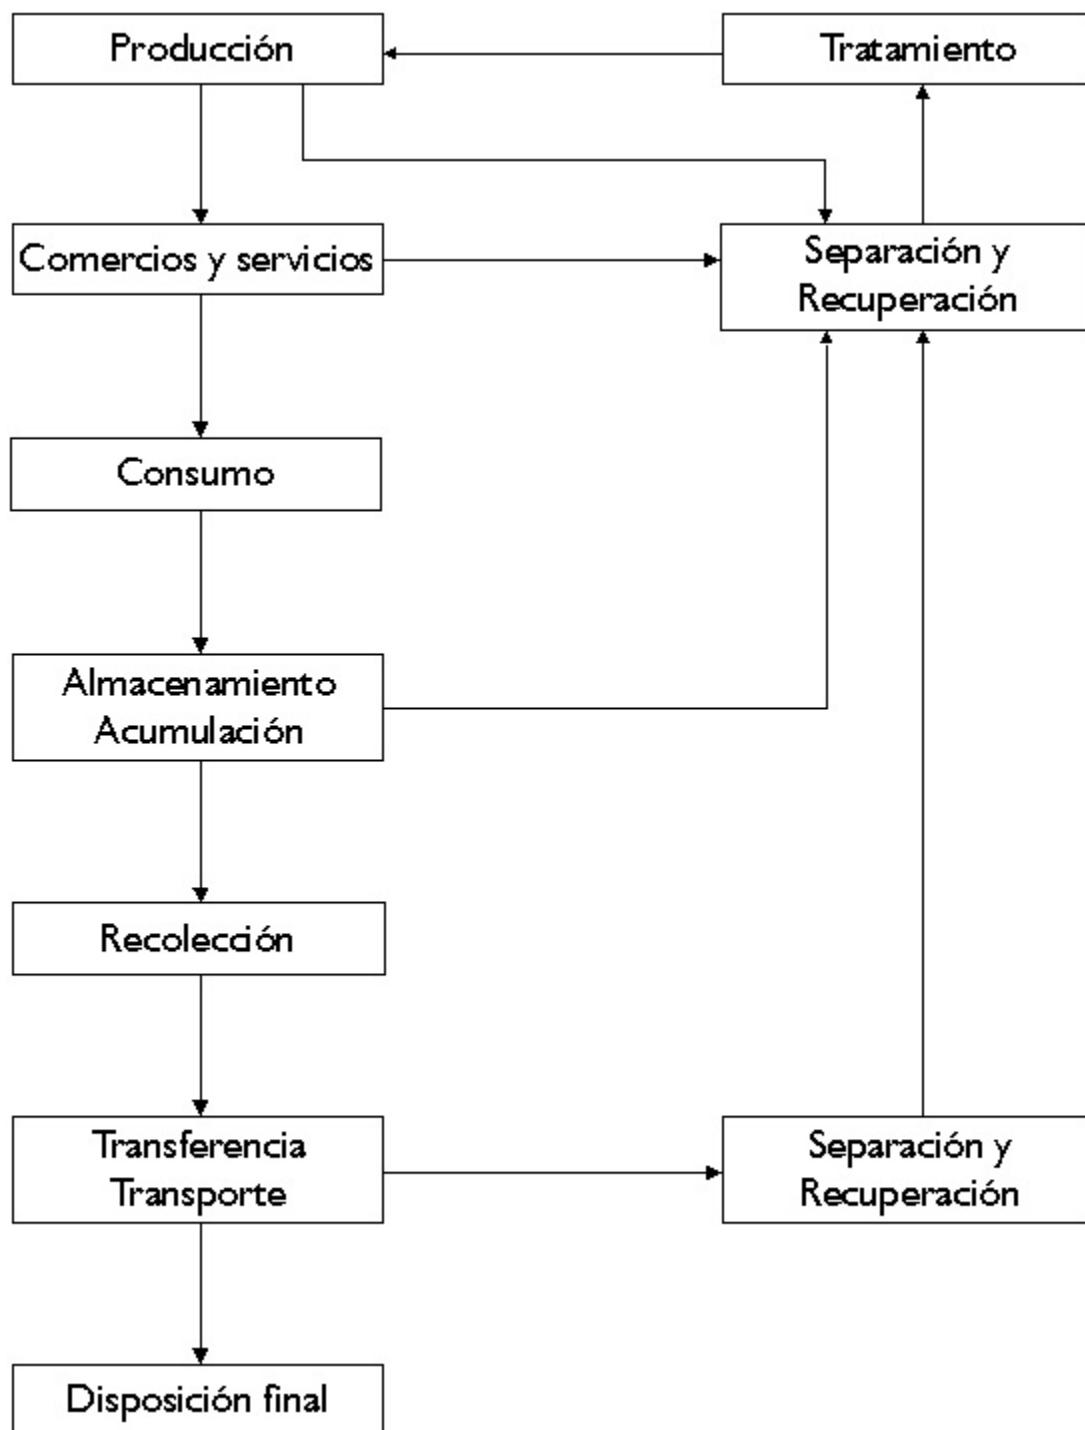 Producción
Tratamiento
Comercios y servicios
Separación y
Recuperación
Consumo
Almacenamiento
Acumulación
Recolección
Transferencia
Transporte
Separación y
Recuperación
Disposición final